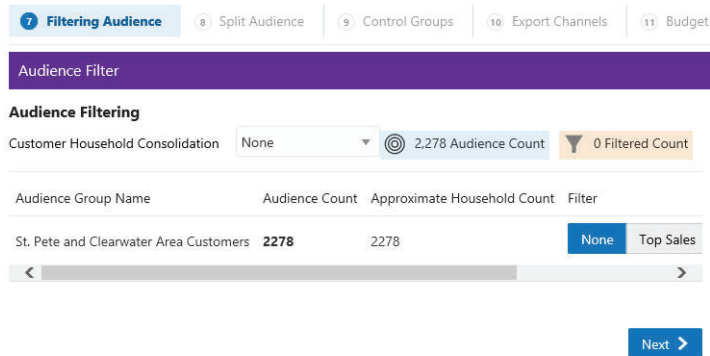 7 Filtering Audience 8 Split Audience 9 Control Groups 10 Export Channels 11 Budget
Audience Filter
Audience Filtering
Customer Household Consolidation None 2,278 Audience Count 0 Filtered Count
Audience Group Name Audience Count Approximate Household Count Filter
St. Pete and Clearwater Area Customers 2278 2278 None Top Sales
Next